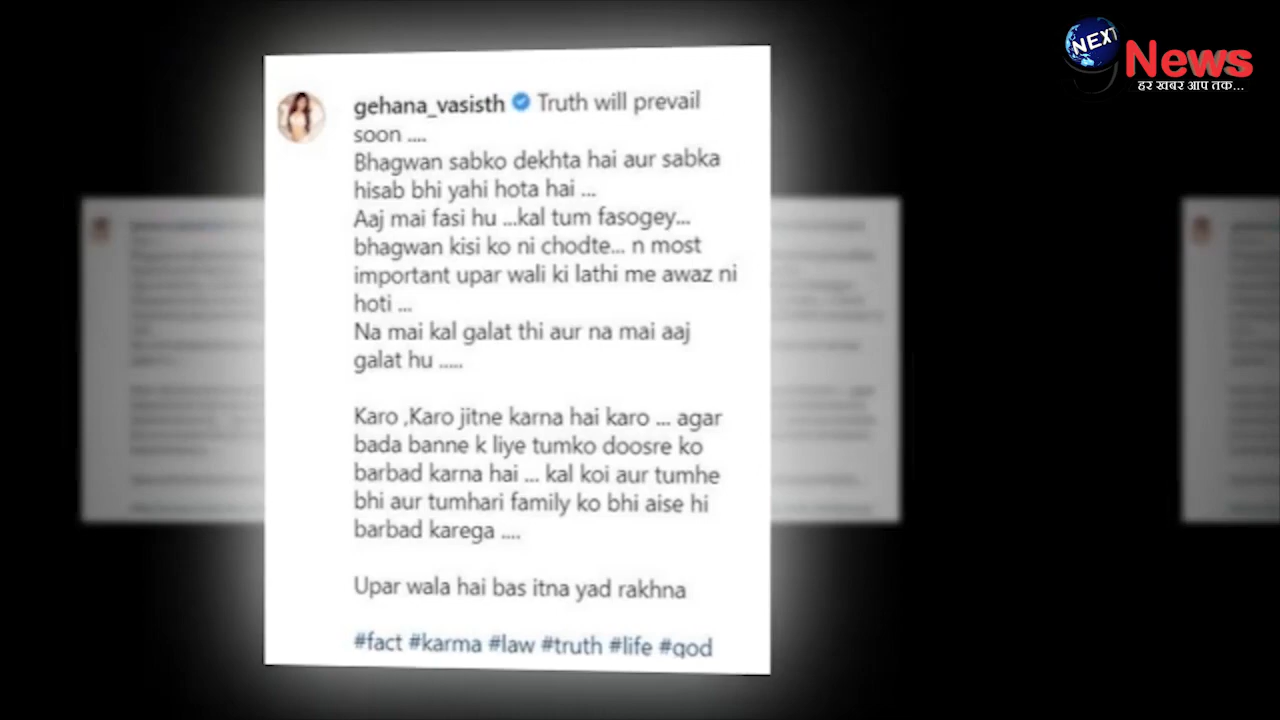 NEXT
News
हर खबर आप तक...
gehana_vasisth Truth will prevail
soon ....
Bhagwan sabko dekhta hai aur sabka
hisab bhi yahi hota hai ...
Aaj mai fasi hu ...kal tum fasogey...
bhagwan kisi ko ni chodte... n most
important upar wali ki lathi me awaz ni
hoti ...
Na mai kal galat thi aur na mai aaj
galat hu .....
Karo ,Karo jitne karna hai karo ... agar
bada banne k liye tumko doosre ko
barbad karna hai ... kal koi aur tumhe
bhi aur tumhari family ko bhi aise hi
barbad karega ....
Upar wala hai bas itna yad rakhna
#fact #karma #law #truth #life #god